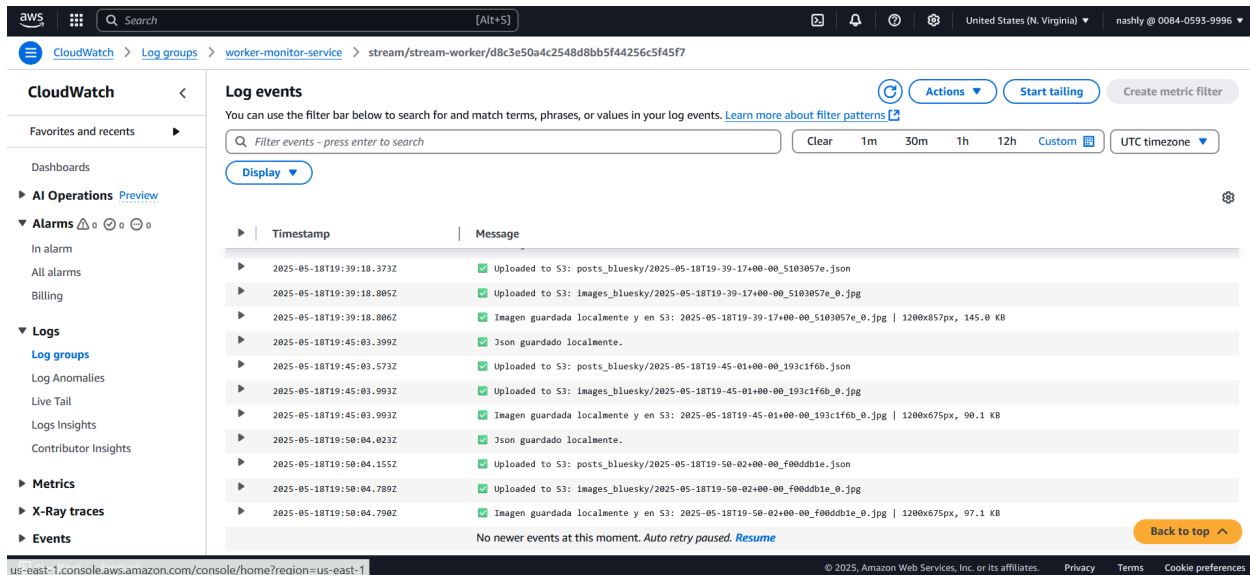 aws
Search [Alt+S]
United States (N. Virginia) ▼
nashly @ 0084-0593-9996 ▼
CloudWatch > Log groups > worker-monitor-service > stream/stream-worker/d8c3e50a4c2548d8bb5f44256c5f45f7
CloudWatch
Favorites and recents
Dashboards
AI Operations Preview
Alarms 0 0 0
In alarm
All alarms
Billing
Logs
Log groups
Log Anomalies
Live Tail
Logs Insights
Contributor Insights
Metrics
X-Ray traces
Events
Log events
Actions ▼
Start tailing
Create metric filter
You can use the filter bar below to search for and match terms, phrases, or values in your log events. Learn more about filter patterns
Filter events - press enter to search
Clear 1m 30m 1h 12h Custom
UTC timezone ▼
Display ▼
Timestamp Message
2025-05-18T19:39:18.373Z ✅ Uploaded to S3: posts_bluesky/2025-05-18T19-39-17+00-00_5103057e.json
2025-05-18T19:39:18.805Z ✅ Uploaded to S3: images_bluesky/2025-05-18T19-39-17+00-00_5103057e_0.jpg
2025-05-18T19:39:18.806Z ✅ Imagen guardada localmente y en S3: 2025-05-18T19-39-17+00-00_5103057e_0.jpg | 1200x857px, 145.0 KB
2025-05-18T19:45:03.399Z ✅ Json guardado localmente.
2025-05-18T19:45:03.573Z ✅ Uploaded to S3: posts_bluesky/2025-05-18T19-45-01+00-00_193c1f6b.json
2025-05-18T19:45:03.993Z ✅ Uploaded to S3: images_bluesky/2025-05-18T19-45-01+00-00_193c1f6b_0.jpg
2025-05-18T19:45:03.993Z ✅ Imagen guardada localmente y en S3: 2025-05-18T19-45-01+00-00_193c1f6b_0.jpg | 1200x675px, 90.1 KB
2025-05-18T19:50:04.023Z ✅ Json guardado localmente.
2025-05-18T19:50:04.155Z ✅ Uploaded to S3: posts_bluesky/2025-05-18T19-50-02+00-00_f00ddb1e.json
2025-05-18T19:50:04.789Z ✅ Uploaded to S3: images_bluesky/2025-05-18T19-50-02+00-00_f00ddb1e_0.jpg
2025-05-18T19:50:04.790Z ✅ Imagen guardada localmente y en S3: 2025-05-18T19-50-02+00-00_f00ddb1e_0.jpg | 1200x675px, 97.1 KB
No newer events at this moment. Auto retry paused. Resume
Back to top
us-east-1.console.aws.amazon.com/console/home?region=us-east-1
© 2025, Amazon Web Services, Inc. or its affiliates. Privacy Terms Cookie preferences